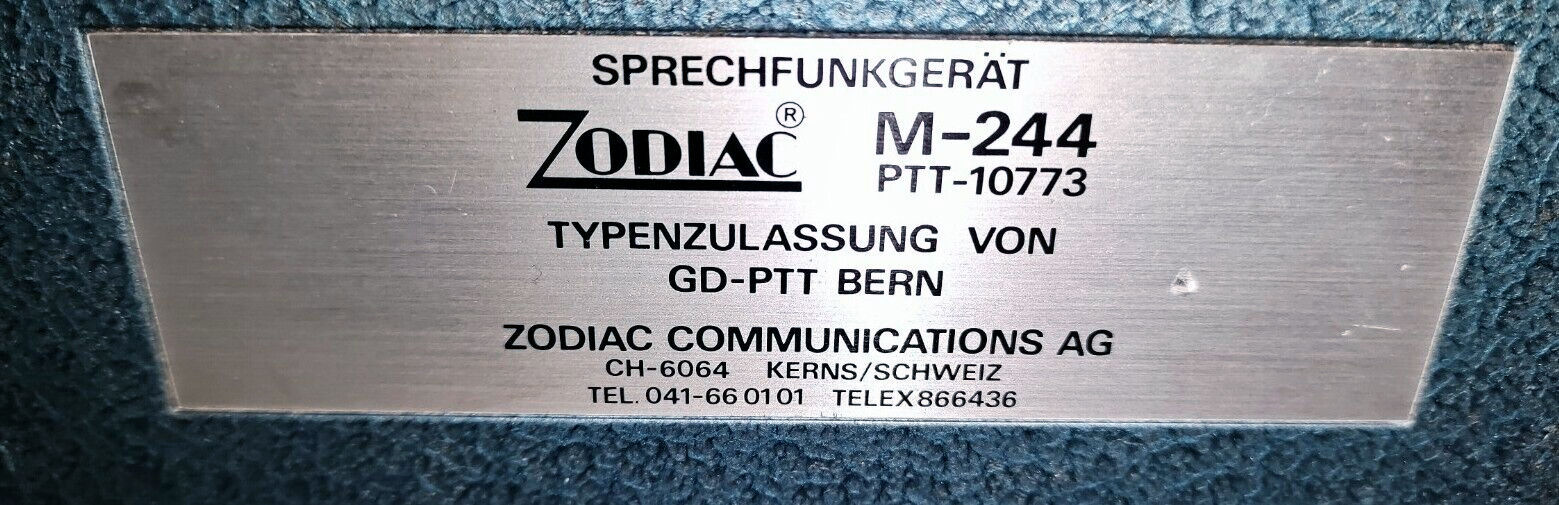 SPRECHFUNKGERÄT
ZODIAC® M-244
PTT-10773
TYPENZULASSUNG VON
GD-PTT BERN
ZODIAC COMMUNICATIONS AG
CH-6064 KERNS/SCHWEIZ
TEL. 041-66 01 01 TELEX 866436